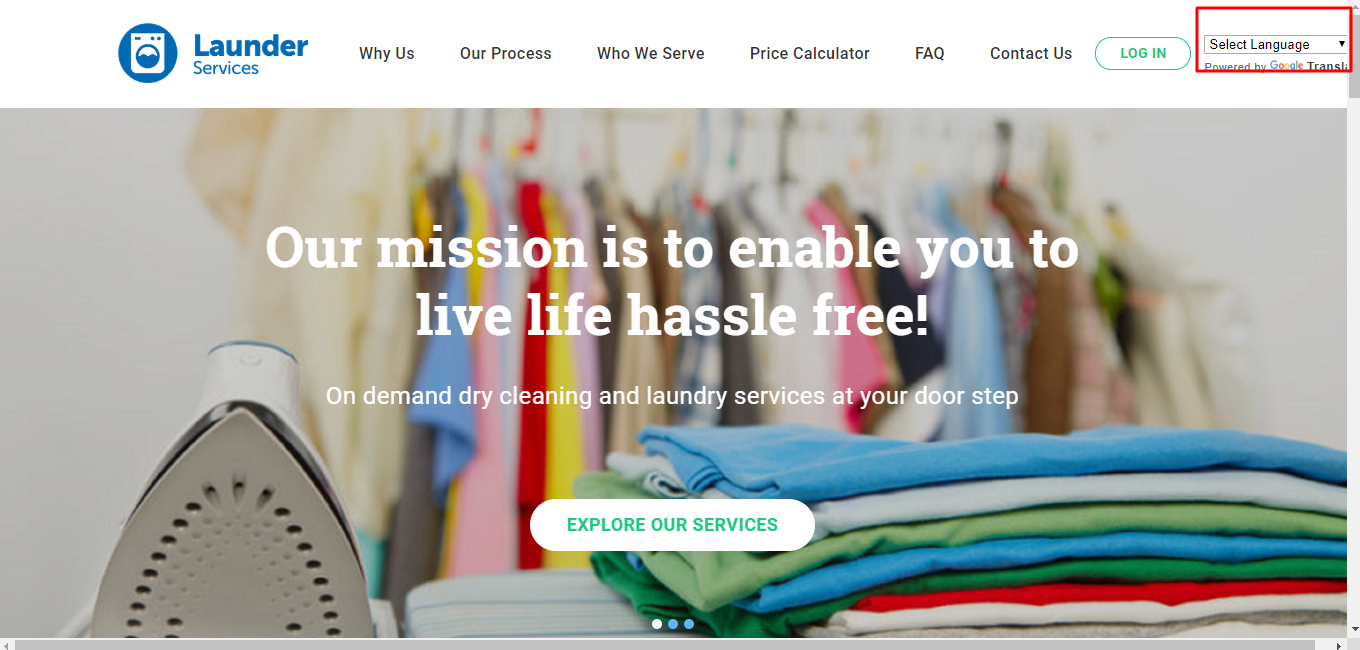 Launder
Services
Why Us
Our Process
Who We Serve
Price Calculator
FAQ
Contact Us
LOG IN
Select Language
Powered by Google
Our mission is to enable you to
live life hassle free!
On demand dry cleaning and laundry services at your door step
EXPLORE OUR SERVICES